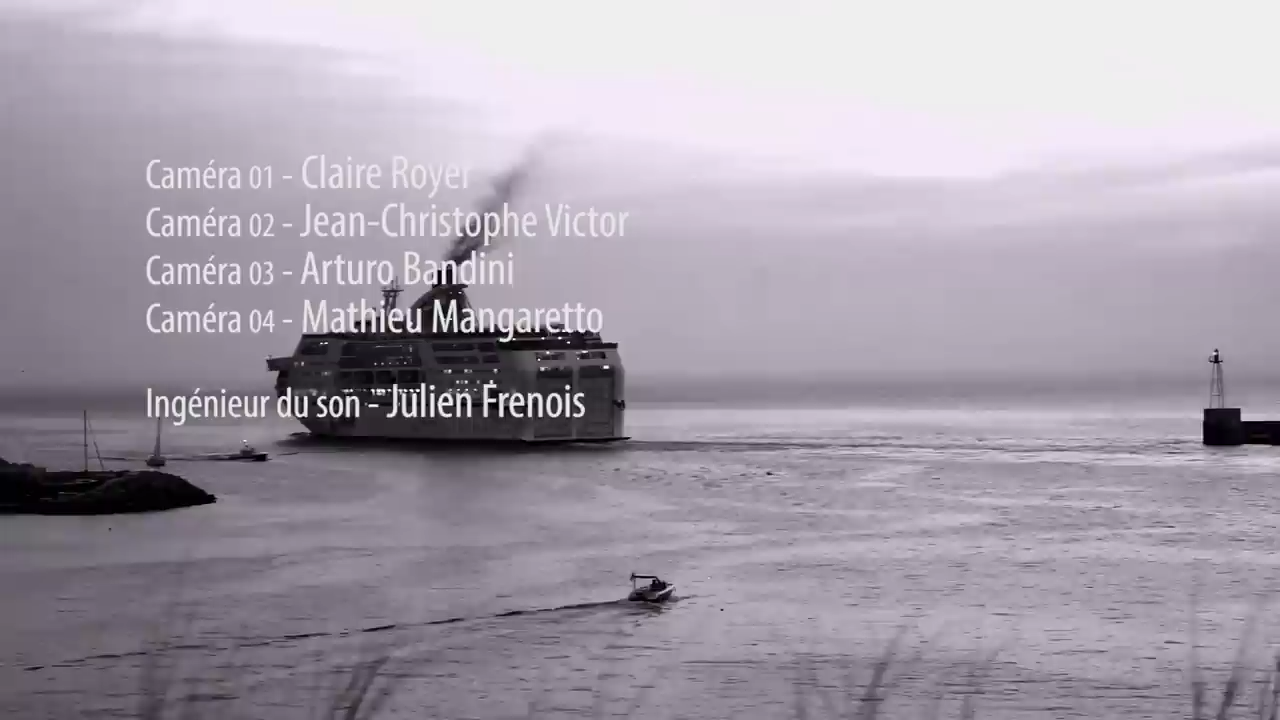 Caméra 01 - Claire Royer
Caméra 02 - Jean-Christophe Victor
Caméra 03 - Arturo Bandini
Caméra 04 - Mathieu Mangaretto
Ingénieur du son - Julien Frenois